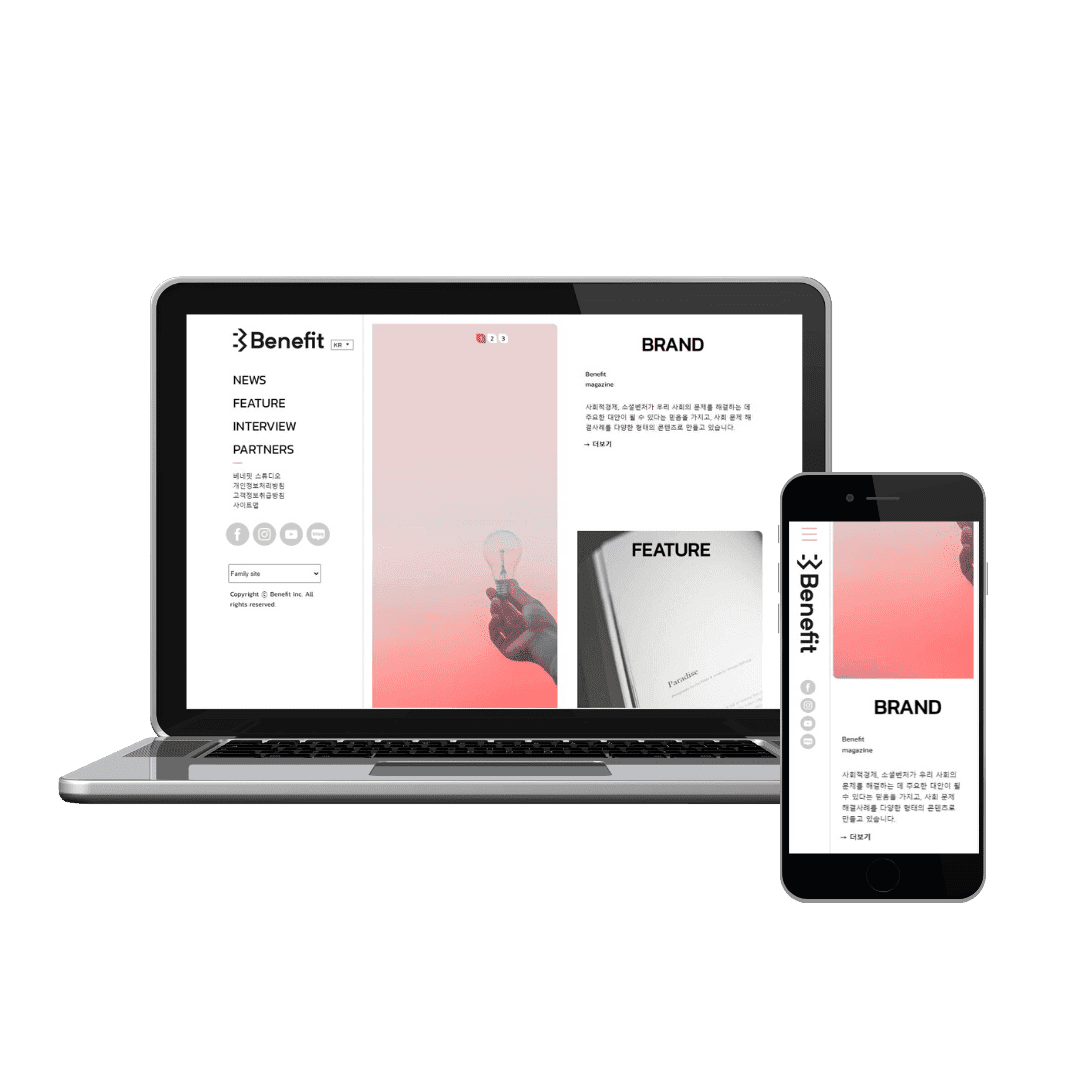 Benefit
KR
NEWS
FEATURE
INTERVIEW
PARTNERS
베네핏 스튜디오
개인정보처리방침
고객정보취급방침
사이트맵
Family site
Copyright ⓒ Benefit Inc. All
rights reserved.
1 2 3
BRAND
Benefit
magazine
사회적경제, 소셜벤처가 우리 사회의 문제를 해결하는 데
주요한 대안이 될 수 있다는 믿음을 가지고, 사회 문제 해
결사례를 다양한 형태의 콘텐츠로 만들고 있습니다.
→ 더보기
FEATURE
Paradise
Benefit
BRAND
Benefit
magazine
사회적경제, 소셜벤처가 우리 사회의
문제를 해결하는 데 주요한 대안이 될
수 있다는 믿음을 가지고, 사회 문제
해결사례를 다양한 형태의 콘텐츠로
만들고 있습니다.
→ 더보기